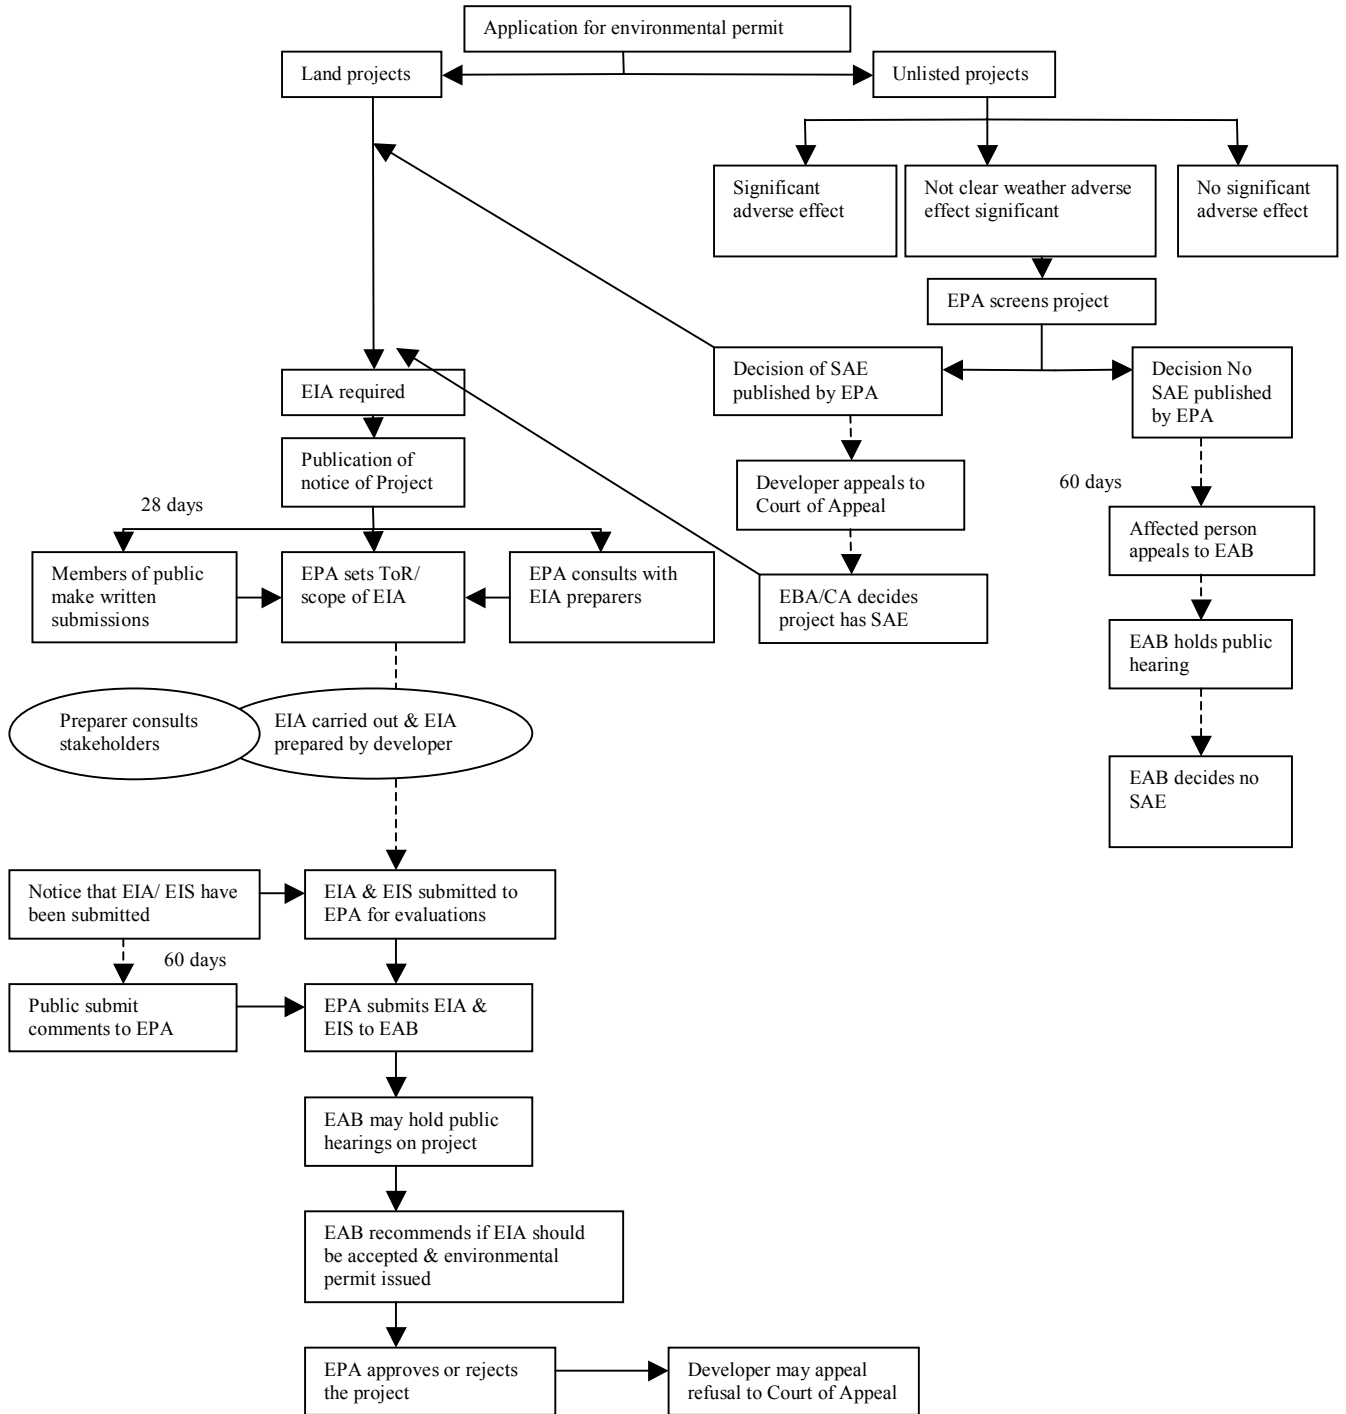 Application for environmental permit
Land projects
Unlisted projects
Significant
adverse effect
Not clear weather adverse
effect significant
No significant
adverse effect
EPA screens project
Decision of SAE
published by EPA
Decision No
SAE published
by EPA
EIA required
Publication of
notice of Project
Developer appeals to
Court of Appeal
60 days
Affected person
appeals to EAB
28 days
Members of public
make written
submissions
EPA sets ToR/
scope of EIA
EPA consults with
EIA preparers
EBA/CA decides
project has SAE
EAB holds public
hearing
Preparer consults
stakeholders
EIA carried out & EIA
prepared by developer
EAB decides no
SAE
Notice that EIA/ EIS have
been submitted
EIA & EIS submitted to
EPA for evaluations
60 days
Public submit
comments to EPA
EPA submits EIA &
EIS to EAB
EAB may hold public
hearings on project
EAB recommends if EIA should
be accepted & environmental
permit issued
EPA approves or rejects
the project
Developer may appeal
refusal to Court of Appeal